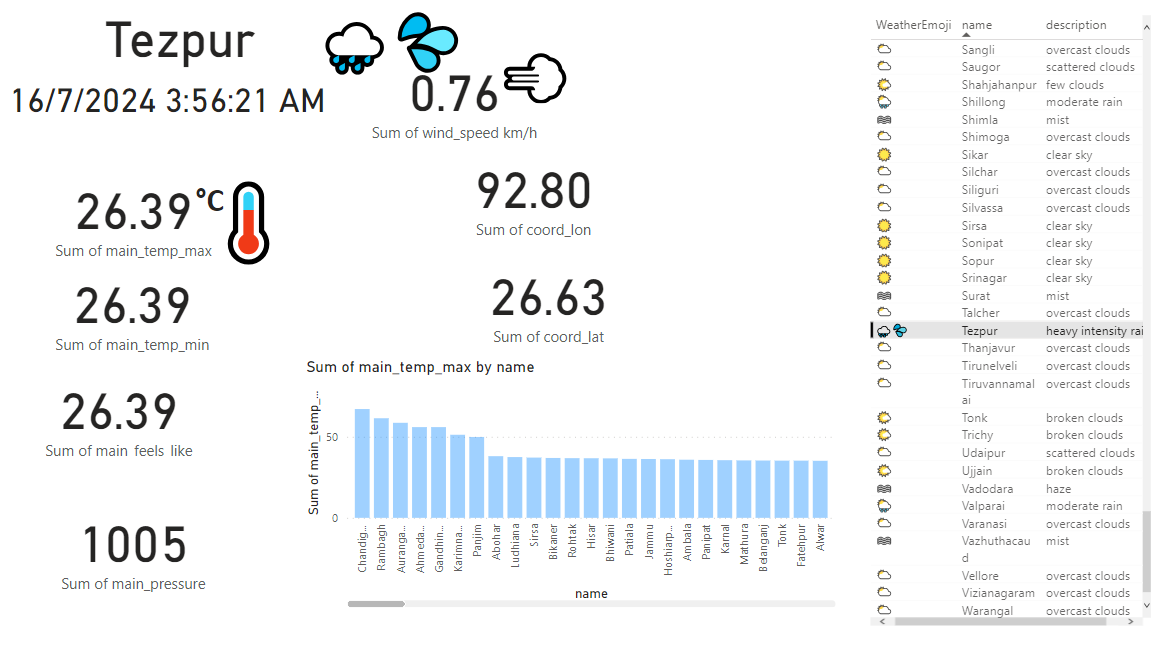 Tezpur
16/7/2024 3:56:21 AM
0.76
Sum of wind_speed km/h
26.39 °C
Sum of main_temp_max
92.80
Sum of coord_lon
26.39
Sum of main_temp_min
26.63
Sum of coord_lat
26.39
Sum of main_feels_like
1005
Sum of main_pressure
Sum of main_temp_max by name
Sum of main_temp_...
50
0
Chandig...
Rambagh
Auranga...
Ahmeda...
Gandhin...
Karimna...
Panjim
Abohar
Ludhiana
Sirsa
Bikaner
Rohtak
Hisar
Bhiwani
Patiala
Jammu
Hoshiarp...
Ambala
Panipat
Karnal
Mathura
Belanganj
Tonk
Fatehpur
Alwar
name
WeatherEmoji name description
Sangli overcast clouds
Saugor scattered clouds
Shahjahanpur few clouds
Shillong moderate rain
Shimla mist
Shimoga overcast clouds
Sikar clear sky
Silchar overcast clouds
Siliguri overcast clouds
Silvassa overcast clouds
Sirsa clear sky
Sonipat clear sky
Sopur clear sky
Srinagar clear sky
Surat mist
Talcher overcast clouds
Tezpur heavy intensity rai
Thanjavur overcast clouds
Tirunelveli overcast clouds
Tiruvannamal overcast clouds
ai
Tonk broken clouds
Trichy broken clouds
Udaipur scattered clouds
Ujjain broken clouds
Vadodara haze
Valparai moderate rain
Varanasi overcast clouds
Vazhuthacau mist
d
Vellore overcast clouds
Vizianagaram overcast clouds
Warangal overcast clouds